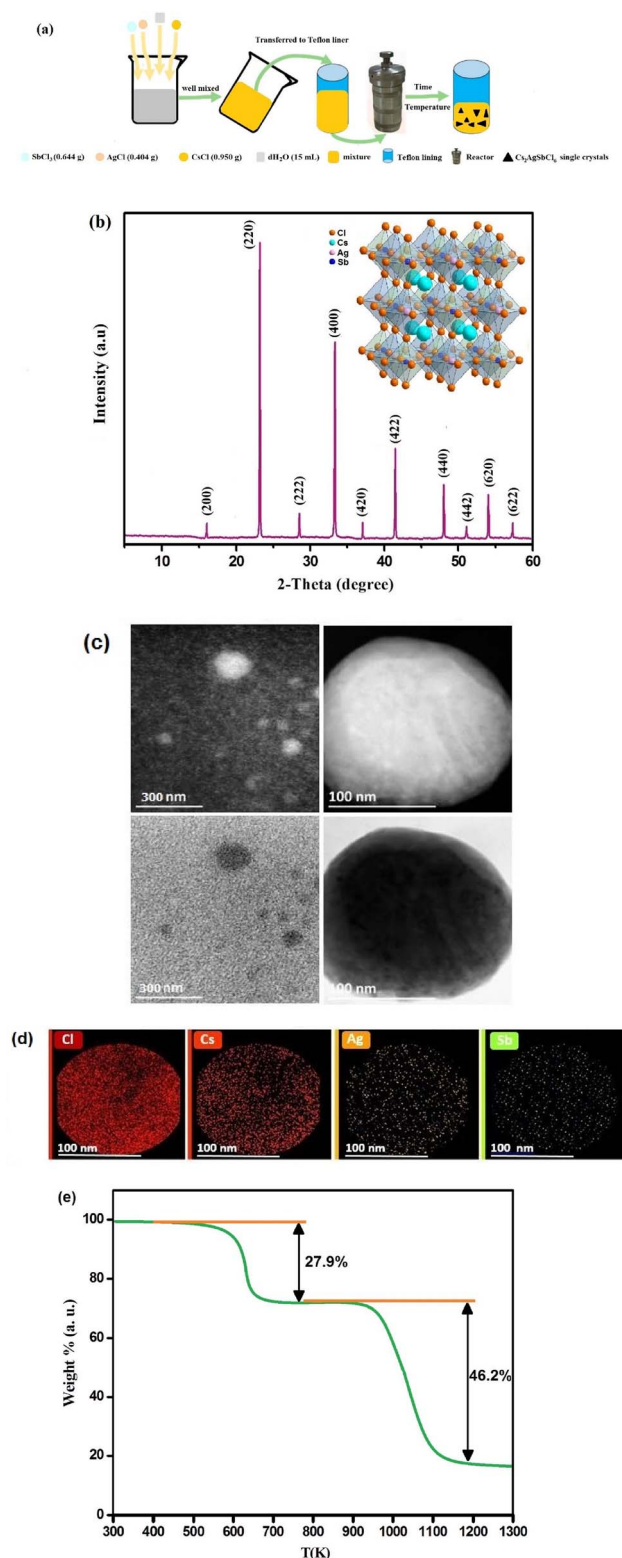 (a)
Transferred to Teflon liner
well mixed
Time
Temperature
SbCl3 (0.644 g) AgCl (0.404 g) CsCl (0.950 g) dH2O (15 mL) mixture Teflon lining Reactor Cs2AgSbCl6 single crystals
(b)
(220)
Cl
Cs
Ag
Sb
(400)
(422)
(440)
(620)
(200)
(222)
(420)
(442)
(622)
Intensity (a.u)
10 20 30 40 50 60
2-Theta (degree)
(c)
300 nm
100 nm
300 nm
100 nm
(d)
Cl Cs Ag Sb
100 nm 100 nm 100 nm 100 nm
(e)
100
80
60
40
20
0
27.9%
46.2%
Weight % (a. u.)
300 400 500 600 700 800 900 1000 1100 1200 1300
T(K)